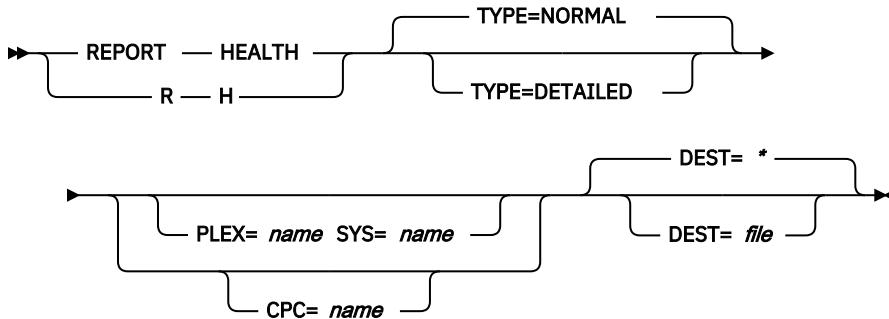 TYPE=NORMAL
REPORT HEALTH
R H
TYPE=DETAILED
DEST= *
PLEX= name SYS= name
DEST= file
CPC= name